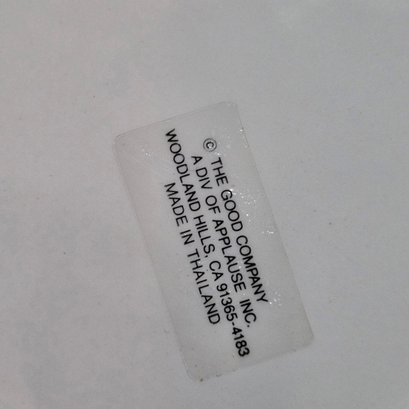 © THE GOOD COMPANY
A DIV OF APPLAUSE INC.
WOODLAND HILLS, CA 91365-4183
MADE IN THAILAND